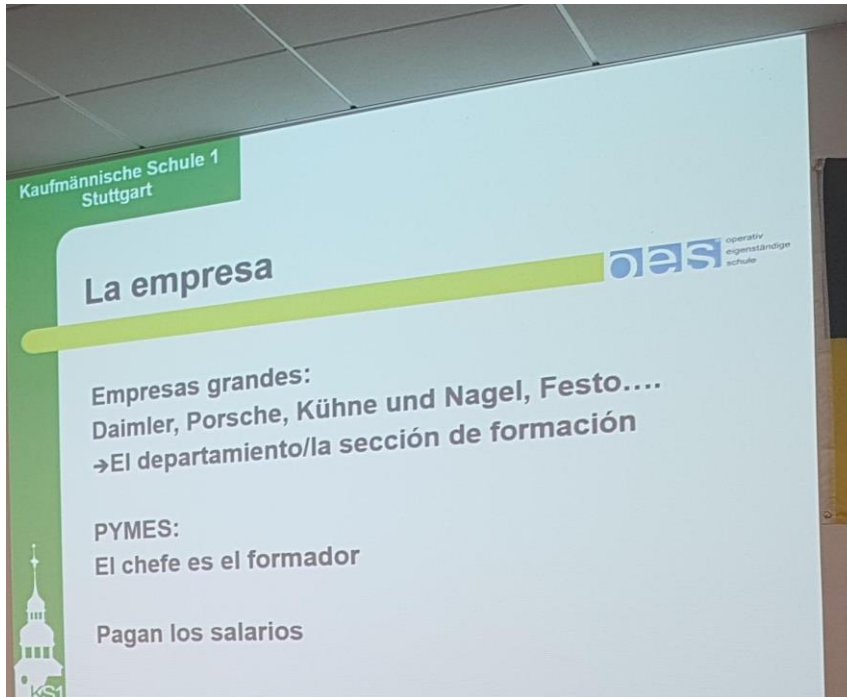 Kaufmännische Schule 1
Stuttgart
La empresa
oes
operativ
eigenständige
schule
Empresas grandes:
Daimler, Porsche, Kühne und Nagel, Festo....
→El departamiento/la sección de formación
PYMES:
El chefe es el formador
Pagan los salarios
KS1